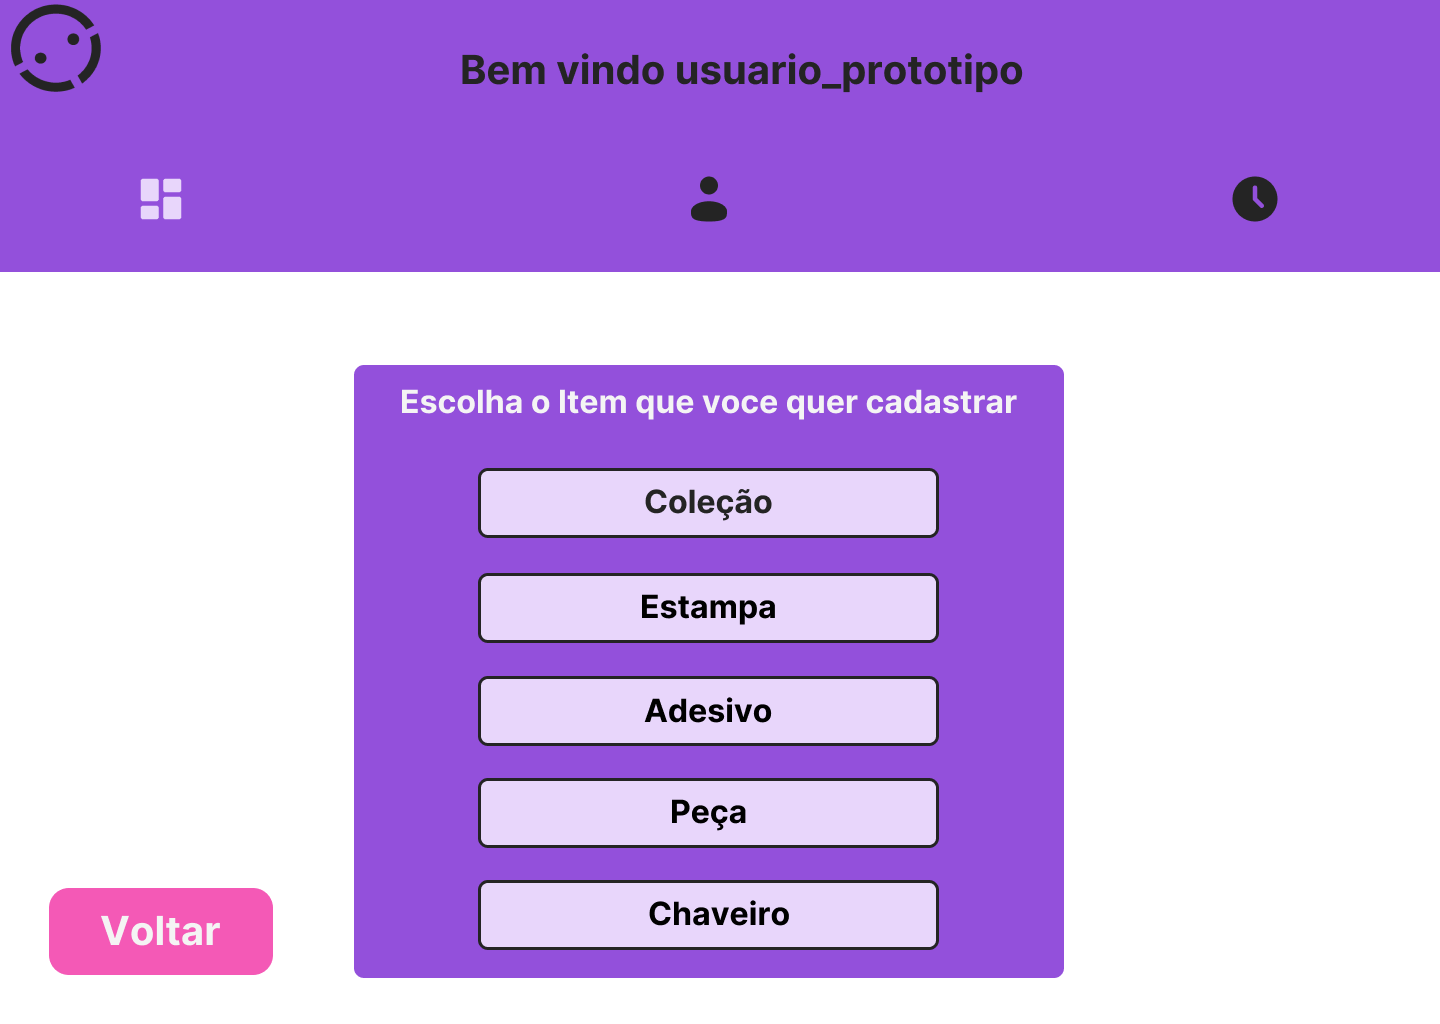 Bem vindo usuario_prototipo
Escolha o Item que voce quer cadastrar
Coleção
Estampa
Adesivo
Peça
Chaveiro
Voltar